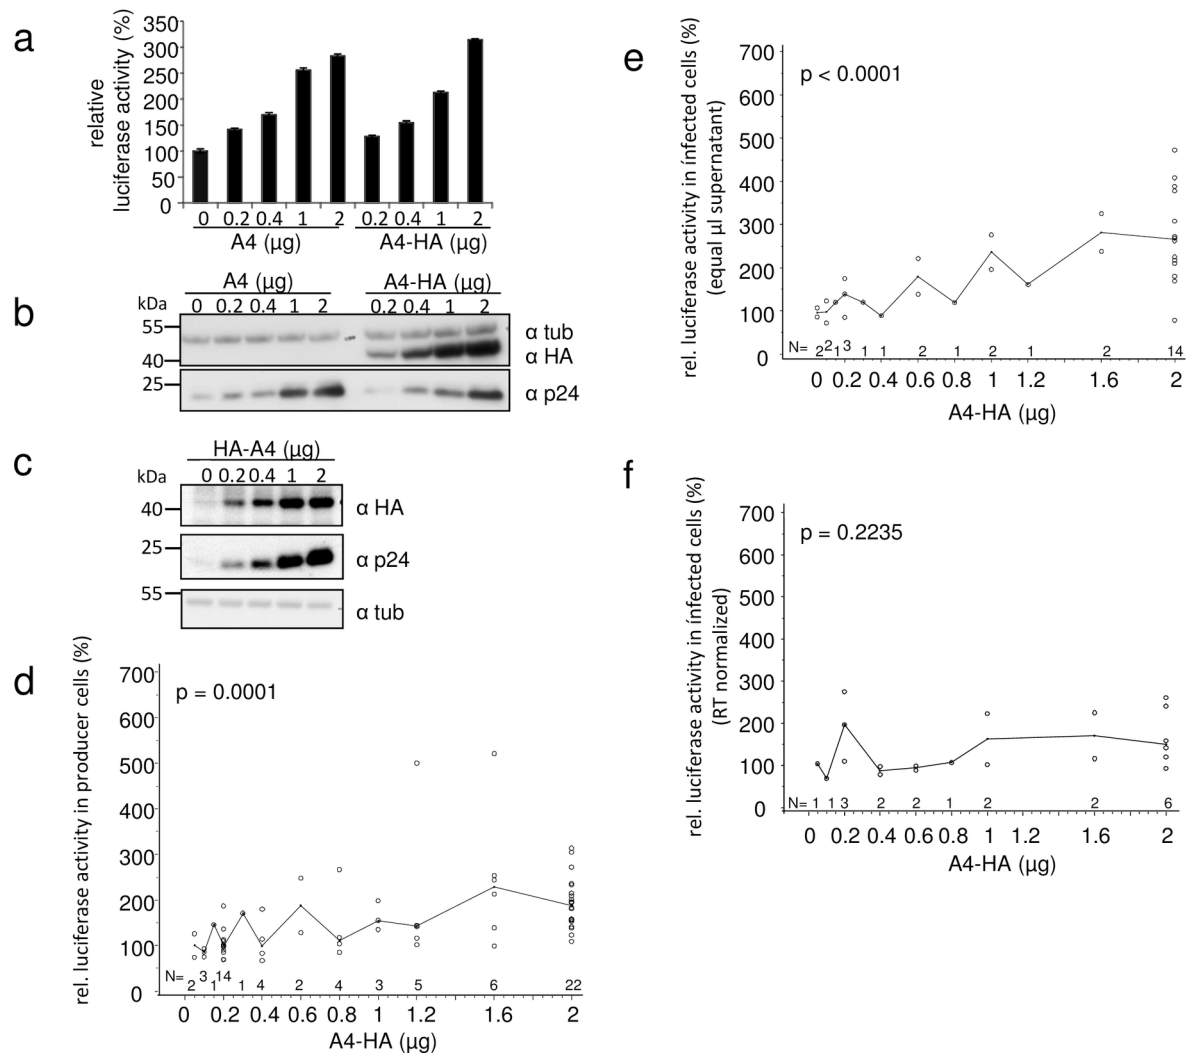 a
relative
luciferase activity (%)
350
300
250
200
150
100
50
0
0 0.2 0.4 1 2 0.2 0.4 1 2
A4 (µg) A4-HA (µg)
b
A4 (µg) A4-HA (µg)
kDa 0 0.2 0.4 1 2 0.2 0.4 1 2
55
α tub
40
α HA
25
α p24
c
HA-A4 (µg)
kDa 0 0.2 0.4 1 2
40
α HA
25
α p24
55
α tub
d
rel. luciferase activity in producer cells (%)
p = 0.0001
700
600
500
400
300
200
100
0
N= 2 3 1 14 1 4 2 4 3 5 6 22
0 0.2 0.4 0.6 0.8 1 1.2 1.6 2
A4-HA (µg)
e
rel. luciferase activity in ínfected cells (%)
(equal µl supernatant)
p < 0.0001
700
600
500
400
300
200
100
0
N= 2 2 1 3 1 1 2 1 2 1 2 14
0 0.2 0.4 0.6 0.8 1 1.2 1.6 2
A4-HA (µg)
f
rel. luciferase activity in ínfected cells (%)
(RT normalized)
p = 0.2235
700
600
500
400
300
200
100
0
N= 1 1 3 2 2 1 2 2 6
0 0.2 0.4 0.6 0.8 1 1.2 1.6 2
A4-HA (µg)